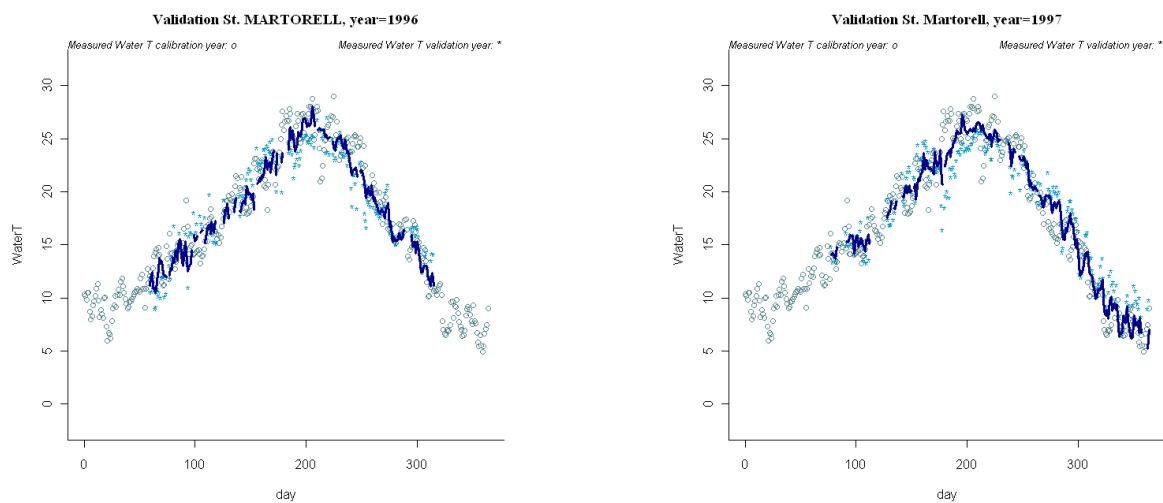 Validation St. MARTORELL, year=1996
Measured Water T calibration year: o
Measured Water T validation year: *
WaterT
30
25
20
15
10
5
0
0 100 200 300
day
Validation St. Martorell, year=1997
Measured Water T calibration year: o
Measured Water T validation year: *
WaterT
30
25
20
15
10
5
0
0 100 200 300
day